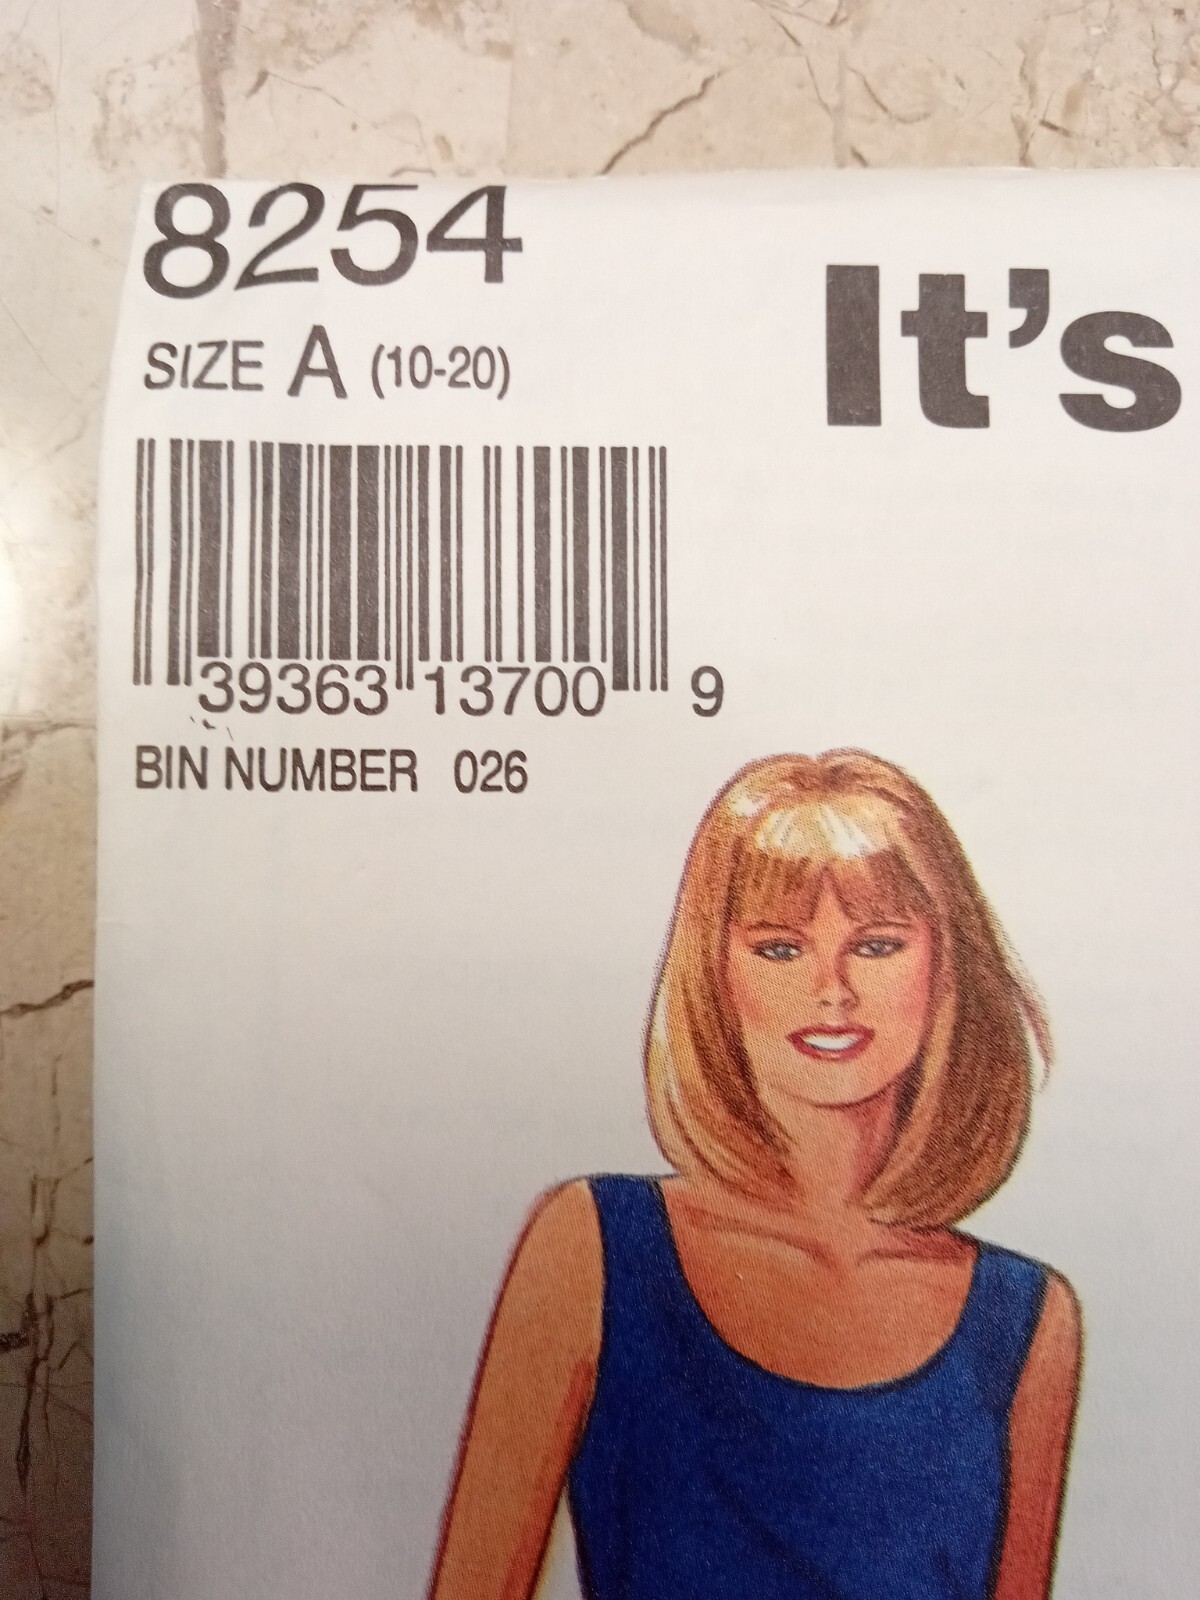 8254
It's
SIZE A (10-20)
39363 13700 9
BIN NUMBER 026